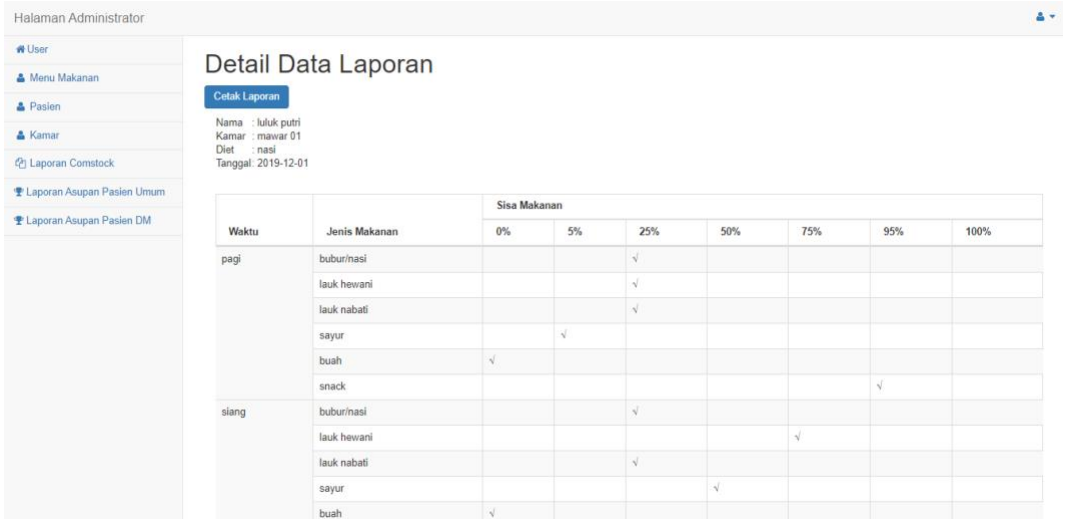 Halaman Administrator
User
Menu Makanan
Pasien
Kamar
Laporan Comstock
Laporan Asupan Pasien Umum
Laporan Asupan Pasien DM
Detail Data Laporan
Cetak Laporan
Nama : luluk putri
Kamar : mawar 01
Diet : nasi
Tanggal: 2019-12-01
Sisa Makanan
Waktu Jenis Makanan 0% 5% 25% 50% 75% 95% 100%
pagi bubur/nasi √
lauk hewani √
lauk nabati √
sayur √
buah √
snack √
siang bubur/nasi √
lauk hewani √
lauk nabati √
sayur √
buah √